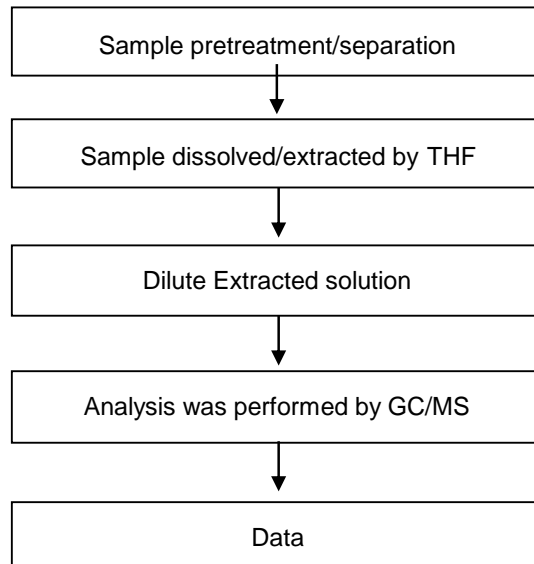 Sample pretreatment/separation
Sample dissolved/extracted by THF
Dilute Extracted solution
Analysis was performed by GC/MS
Data